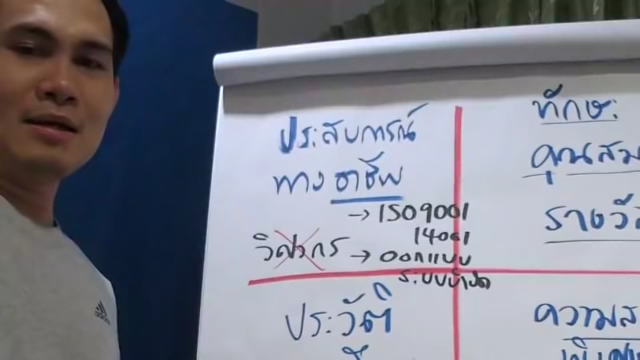 ประสบการณ์
ทาง อาชีพ
→ ISO9001
14001
วิศวกร → ออกแบบ
ระบบบำบัด
ทักษะ
คุณสม
รางวั
ประวัติ
ความส